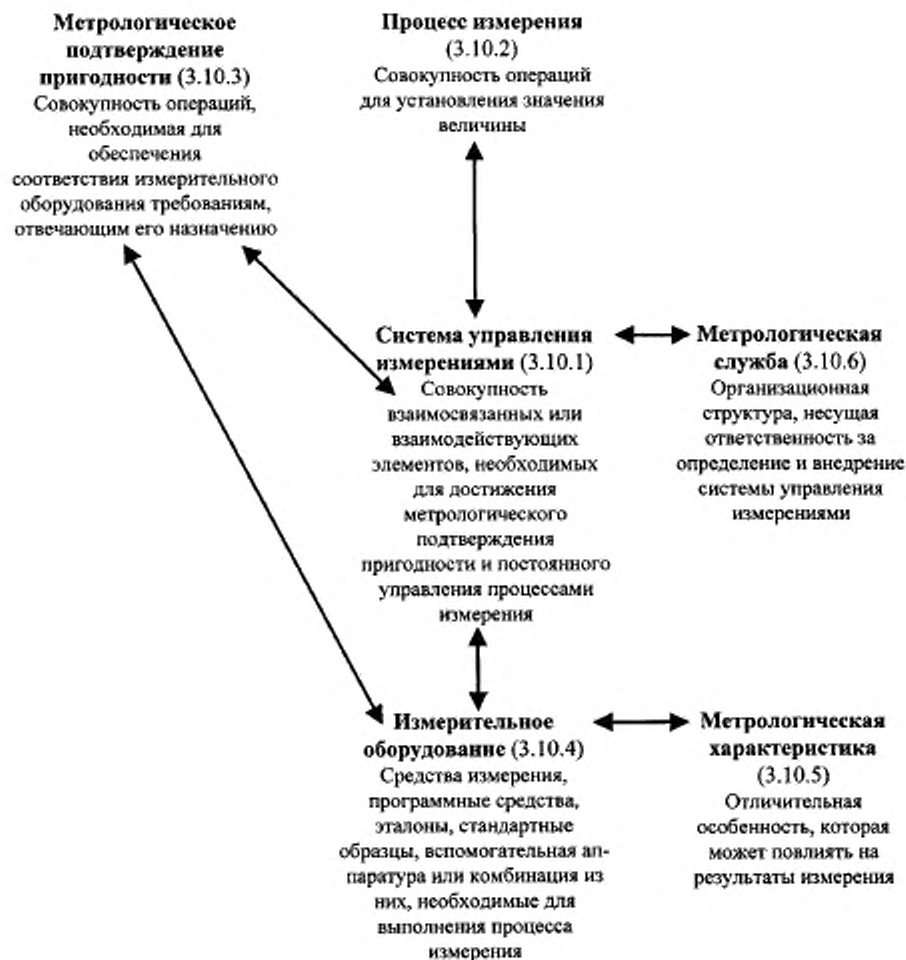 Метрологическое
подтверждение
пригодности (3.10.3)
Совокупность операций,
необходимая для
обеспечения
соответствия измерительного
оборудования требованиям,
отвечающим его назначению
Процесс измерения
(3.10.2)
Совокупность операций
для установления значения
величины
Система управления
измерениями (3.10.1)
Совокупность
взаимосвязанных или
взаимодействующих
элементов, необходимых
для достижения
метрологического
подтверждения
пригодности и постоянного
управления процессами
измерения
Метрологическая
служба (3.10.6)
Организационная
структура, несущая
ответственность за
определение и внедрение
системы управления
измерениями
Измерительное
оборудование (3.10.4)
Средства измерения,
программные средства,
эталоны, стандартные
образцы, вспомогательная ап-
паратура или комбинация из
них, необходимые для
выполнения процесса
измерения
Метрологическая
характеристика
(3.10.5)
Отличительная
особенность, которая
может повлиять на
результаты измерения